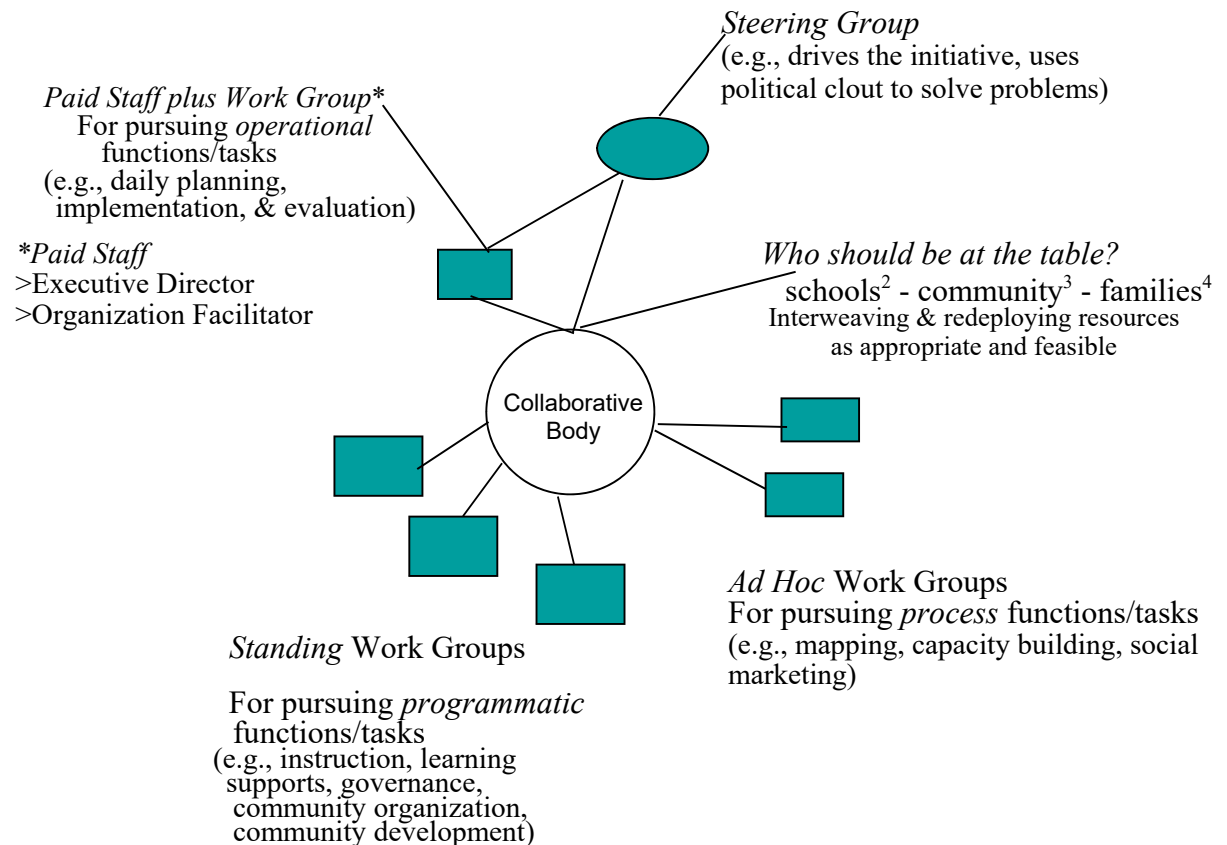 Steering Group
(e.g., drives the initiative, uses
political clout to solve problems)
Paid Staff plus Work Group*
For pursuing operational
functions/tasks
(e.g., daily planning,
implementation, & evaluation)
*Paid Staff
>Executive Director
>Organization Facilitator
Who should be at the table?
schools² - community³ - families⁴
Interweaving & redeploying resources
as appropriate and feasible
Collaborative
Body
Ad Hoc Work Groups
For pursuing process functions/tasks
(e.g., mapping, capacity building, social
marketing)
Standing Work Groups
For pursuing programmatic
functions/tasks
(e.g., instruction, learning
supports, governance,
community organization,
community development)